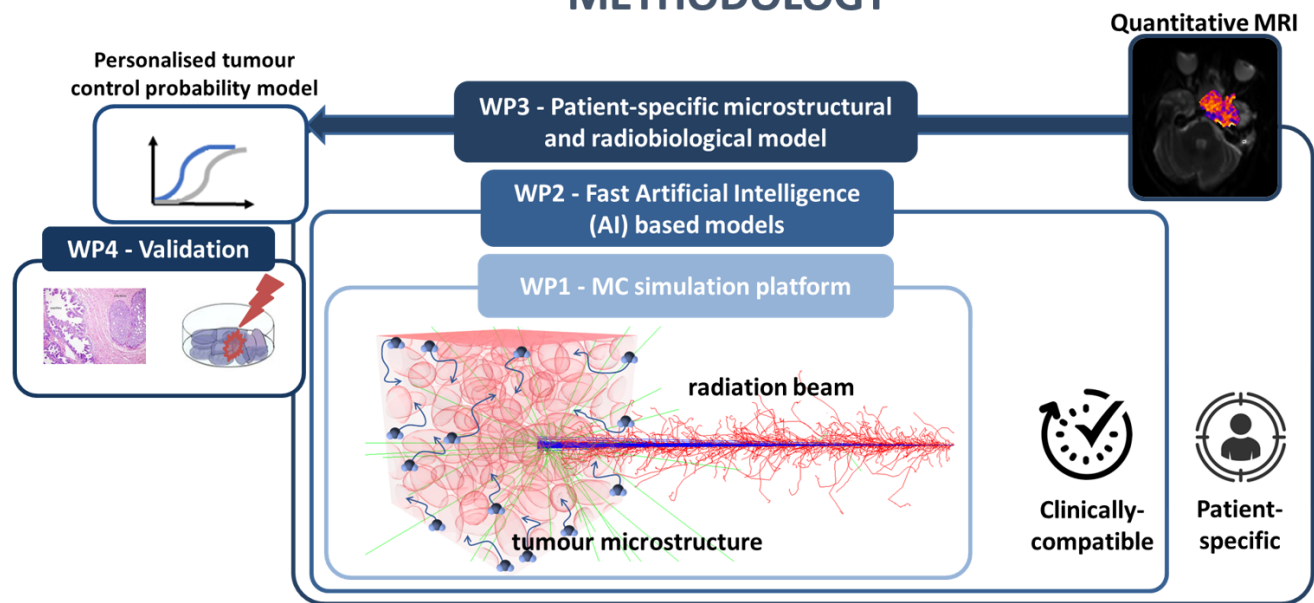 METHODOLOGY
Quantitative MRI
Personalised tumour
control probability model
WP3 - Patient-specific microstructural
and radiobiological model
WP2 - Fast Artificial Intelligence
(AI) based models
WP4 - Validation
WP1 - MC simulation platform
radiation beam
tumour microstructure
Clinically-
compatible
Patient-
specific